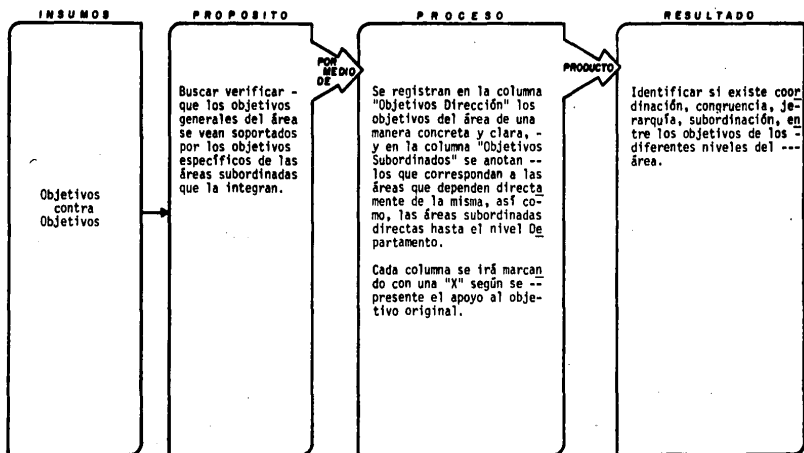 INSUMOS
Objetivos
contra
Objetivos
PROPOSITO
Buscar verificar -
que los objetivos
generales del área
se vean soportados
por los objetivos
específicos de las
áreas subordinadas
que la integran.
POR
MEDIO
DE
PROCESO
Se registran en la columna
"Objetivos Dirección" los
objetivos del área de una
manera concreta y clara, -
y en la columna "Objetivos
Subordinados" se anotan --
los que correspondan a las
áreas que dependen directa
mente de la misma, así co-
mo, las áreas subordinadas
directas hasta el nivel De
partamento.
Cada columna se irá marcan
do con una "X" según se --
presente el apoyo al obje-
tivo original.
PRODUCTO
RESULTADO
Identificar si existe coor
dinación, congruencia, je-
rarquía, subordinación, en
tre los objetivos de los -
diferentes niveles del ---
área.